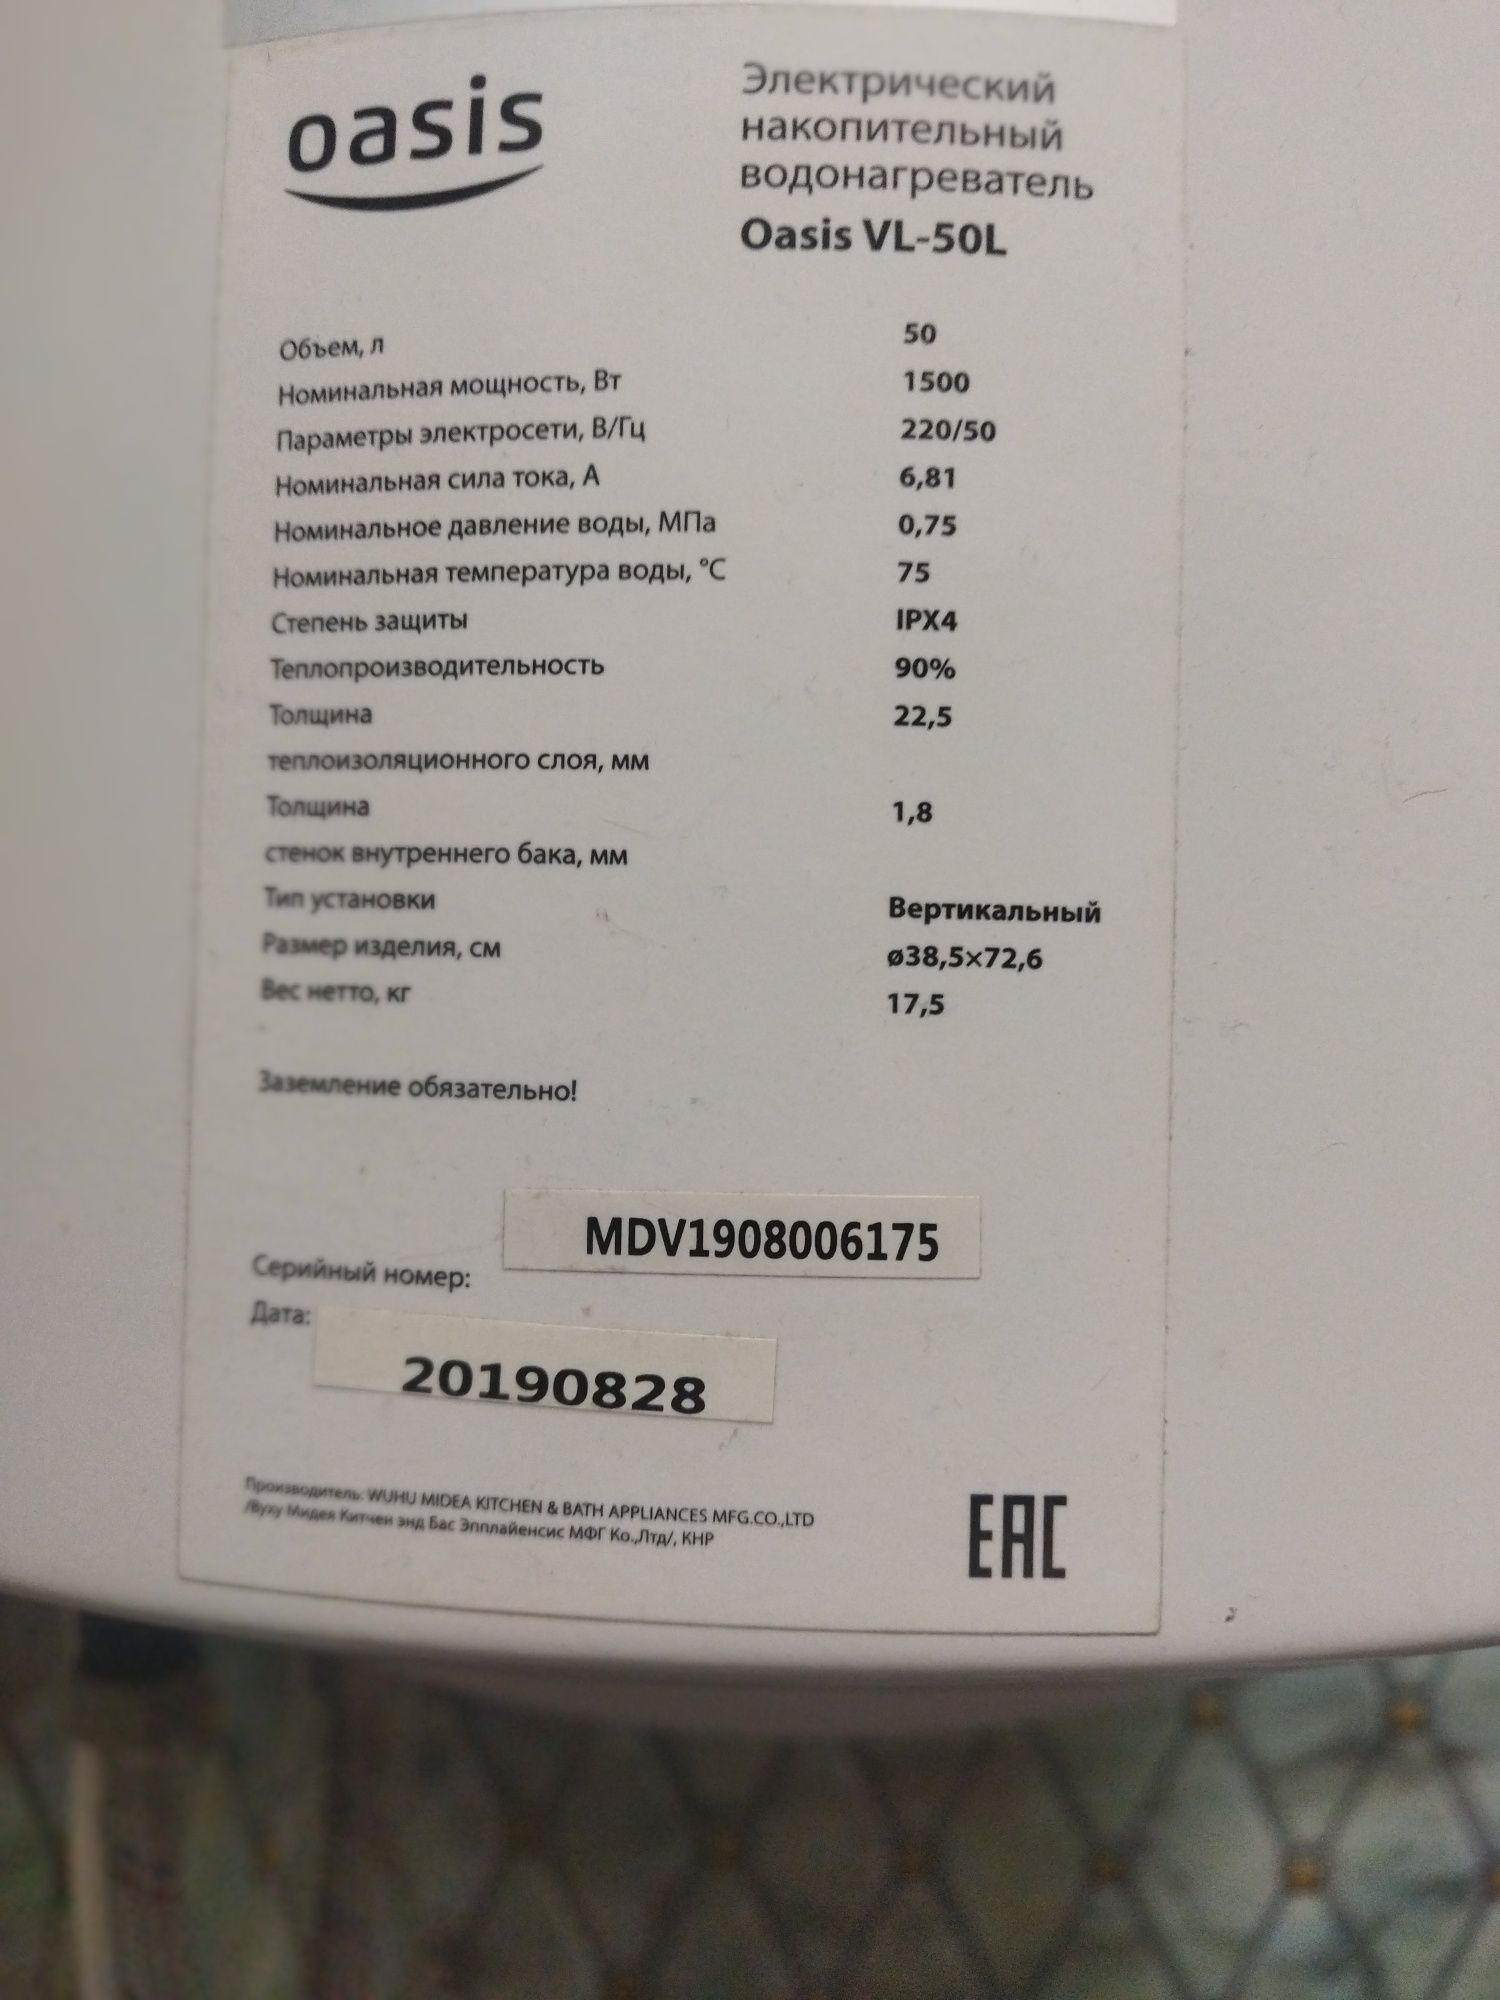 oasis
Электрический
накопительный
водонагреватель
Oasis VL-50L
Объем, л 50
Номинальная мощность, Вт 1500
Параметры электросети, В/Гц 220/50
Номинальная сила тока, А 6,81
Номинальное давление воды, МПа 0,75
Номинальная температура воды, °С 75
Степень защиты IPX4
Теплопроизводительность 90%
Толщина 22,5
теплоизоляционного слоя, мм
Толщина 1,8
стенок внутреннего бака, мм
Тип установки Вертикальный
Размер изделия, см ø38,5×72,6
Вес нетто, кг 17,5
Заземление обязательно!
MDV1908006175
Серийный номер:
Дата:
20190828
Производитель: WUHU MIDEA KITCHEN & BATH APPLIANCES MFG.CO.,LTD
/Вуху Мидея Китчен энд Бас Эпплайенсис МФГ Ко.,Лтд/, КНР
EAC